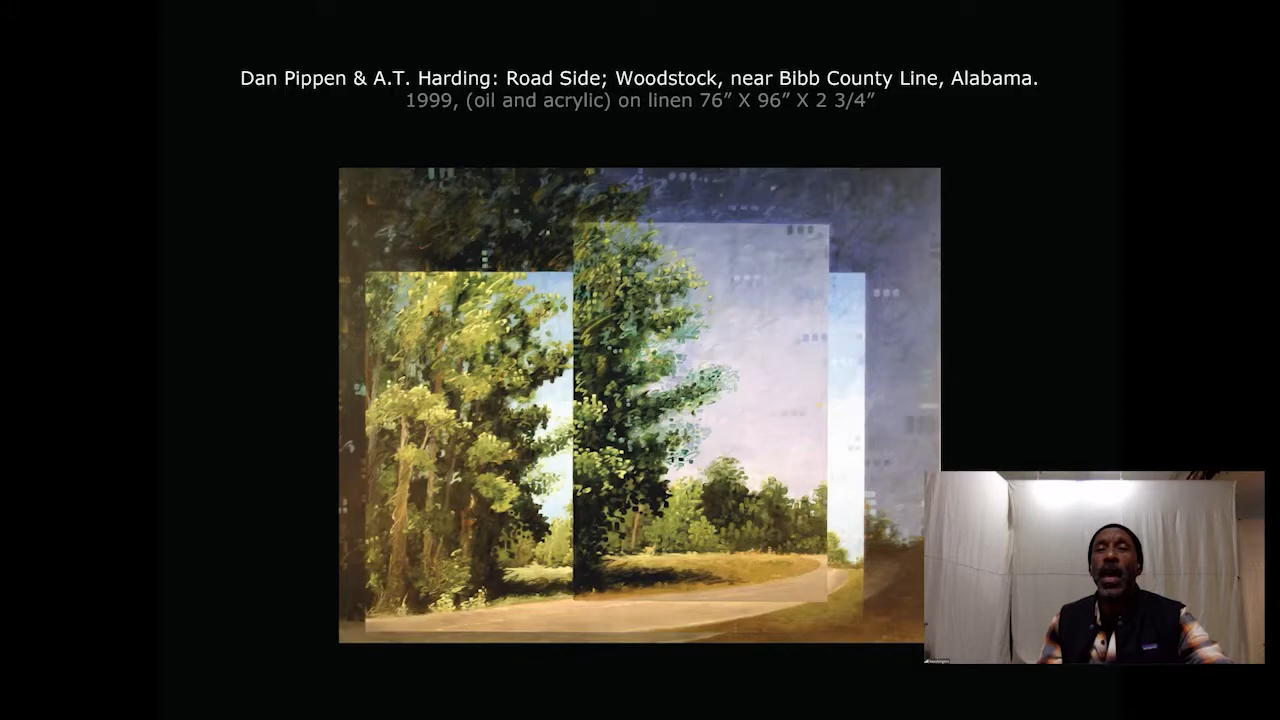 Dan Pippen & A.T. Harding: Road Side; Woodstock, near Bibb County Line, Alabama.
1999, (oil and acrylic) on linen 76” X 96” X 2 3/4”